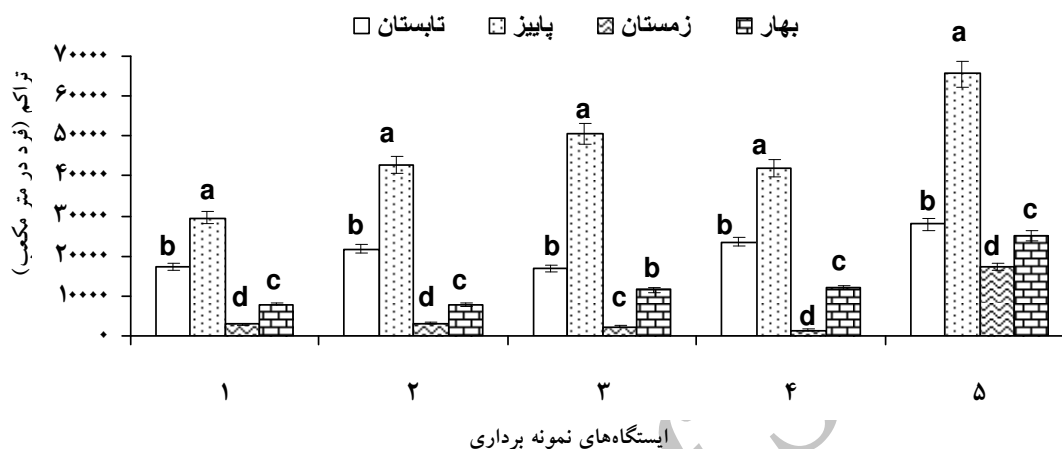 تابستان پاییز زمستان بهار
تراکم (فرد در متر مکعب)
۷۰۰۰۰
۶۰۰۰۰
۵۰۰۰۰
۴۰۰۰۰
۳۰۰۰۰
۲۰۰۰۰
۱۰۰۰۰
۰
b a d c
b a d c
b a c b
b a d c
b a d c
۱ ۲ ۳ ۴ ۵
ایستگاه‌های نمونه برداری